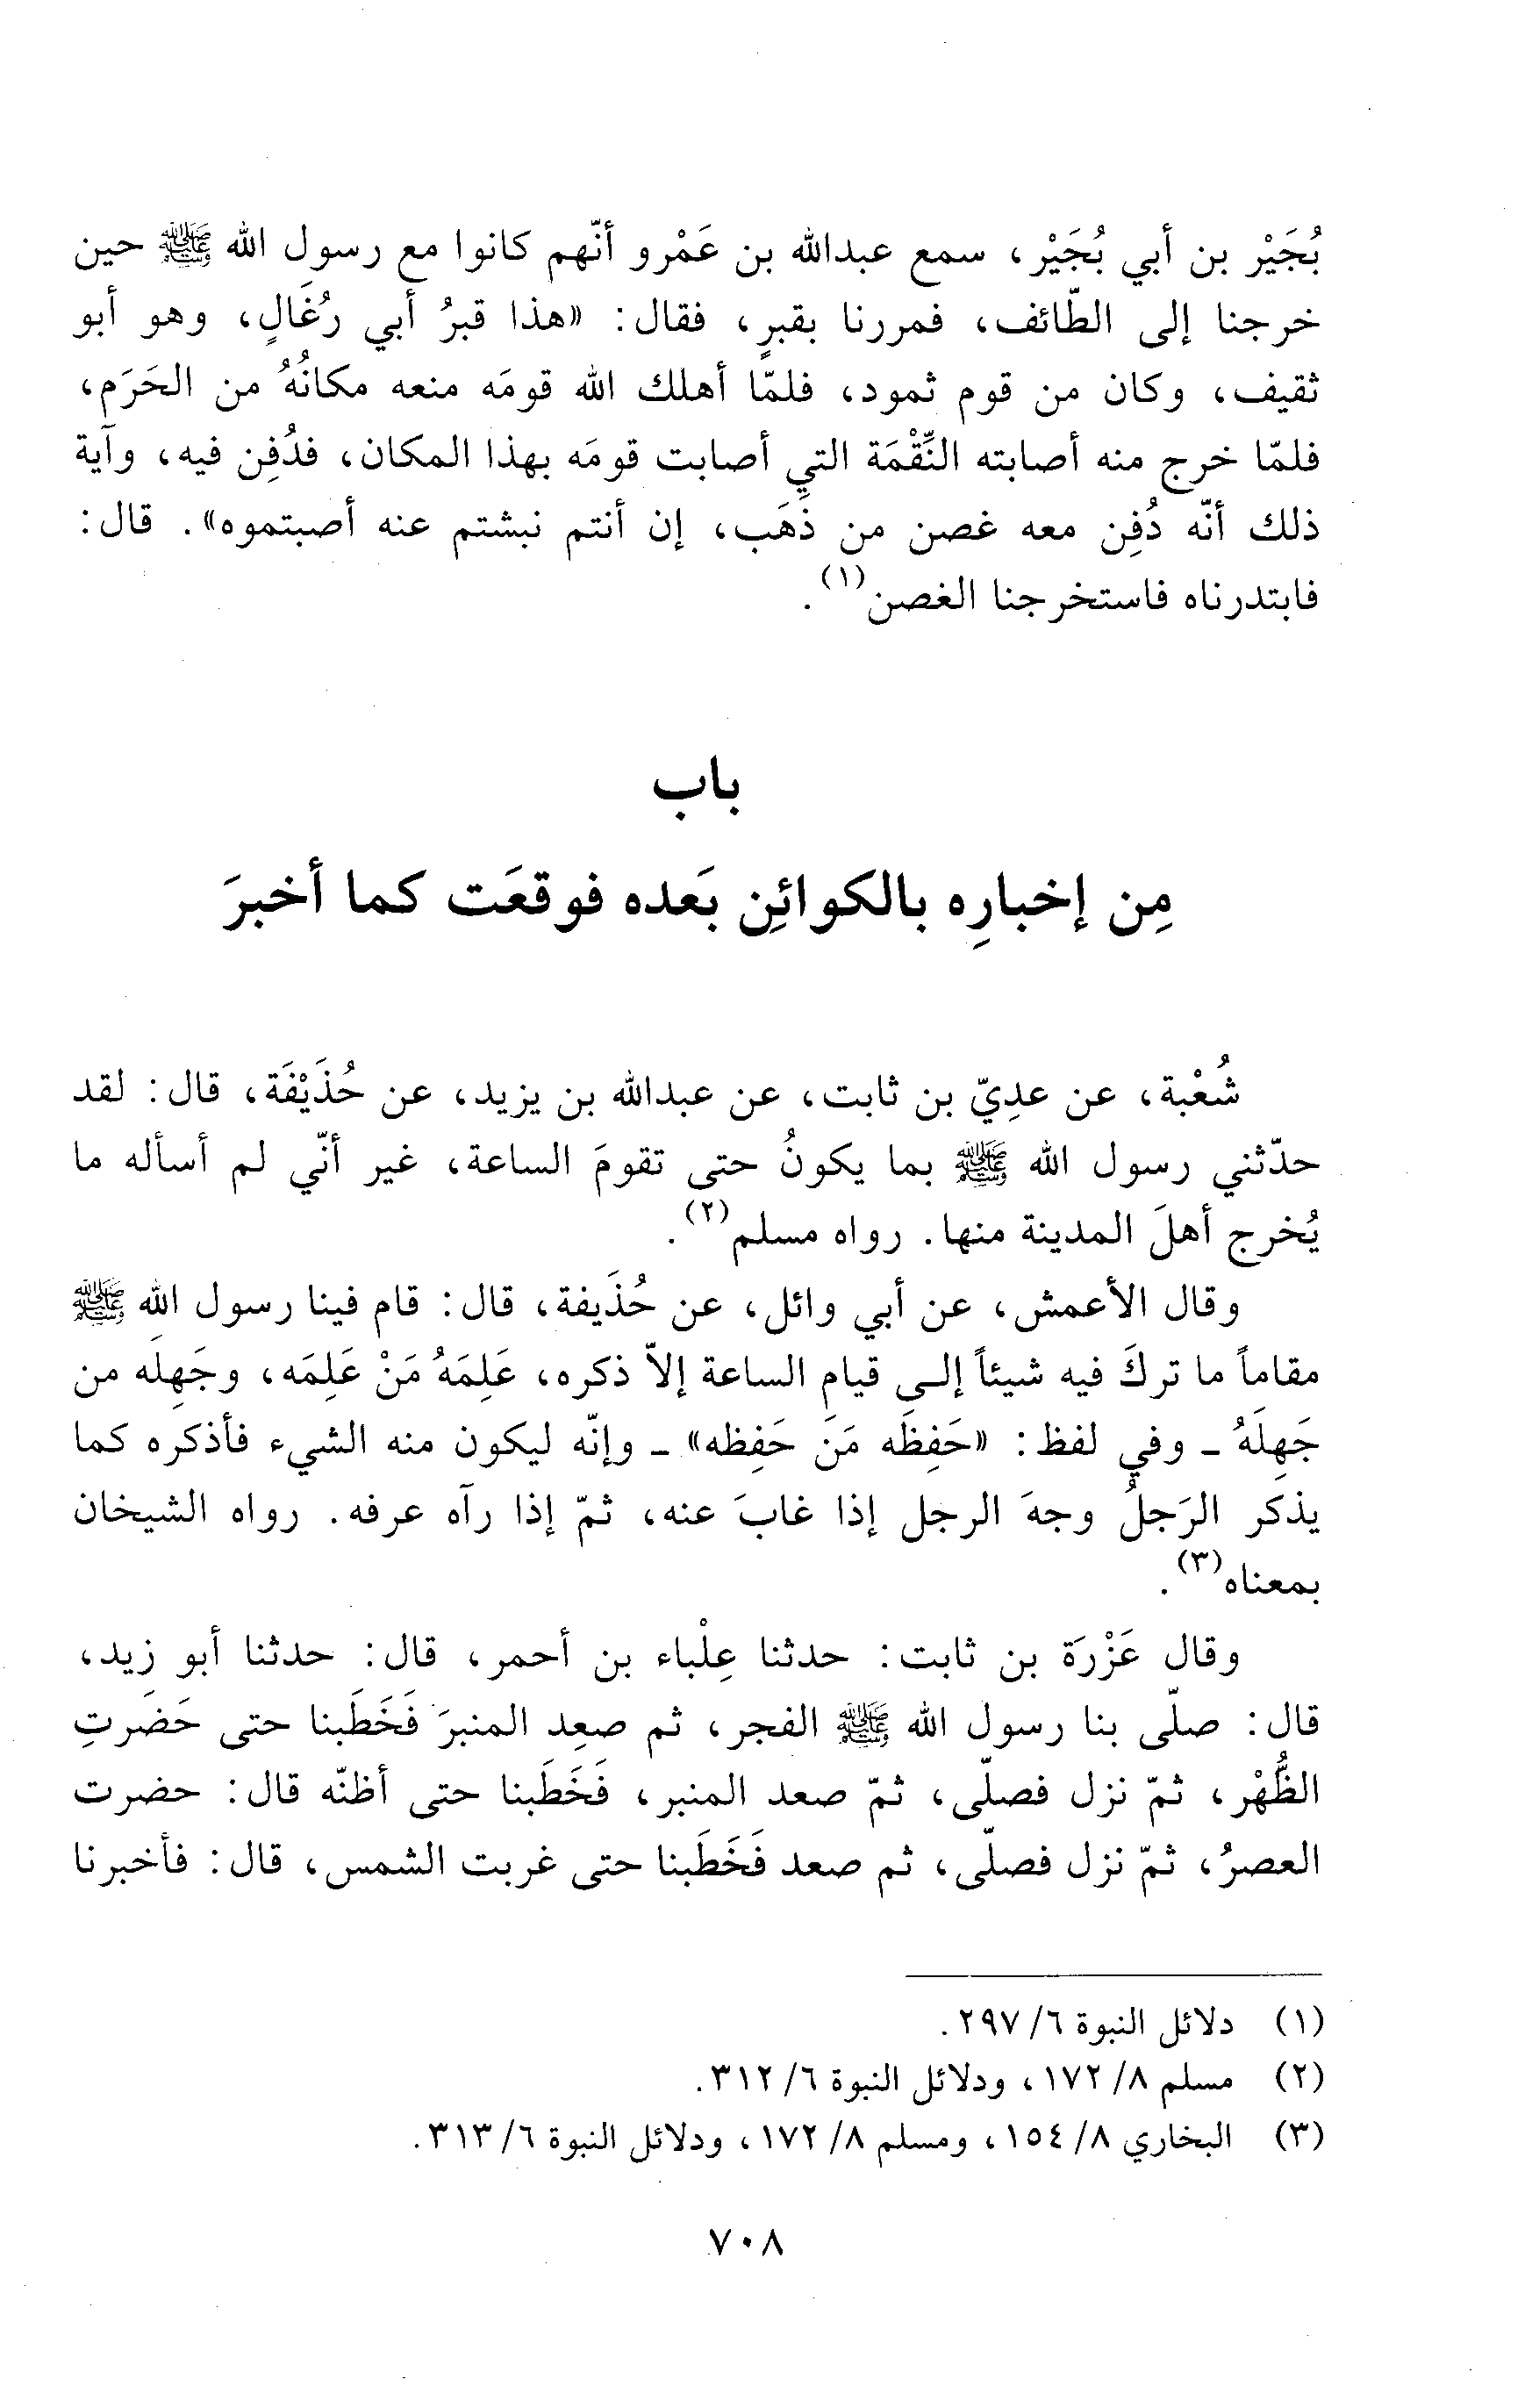 بُجَيْر بن أبي بُجَيْر، سمع عبدالله بن عَمْرو أنّهم كانوا مع رسول الله ﷺ حين
خرجنا إلى الطّائف، فمررنا بقبرٍ، فقال: «هذا قبرُ أبي رُغَالٍ، وهو أبو
ثقيف، وكان من قوم ثمود، فلمّا أهلك الله قومَه منعه مكانُهُ من الحَرَم،
فلمّا خرج منه أصابته النِّقْمَة التي أصابت قومَه بهذا المكان، فدُفِن فيه، وآية
ذلك أنّه دُفِن معه غصن من ذَهَب، إن أنتم نبشتم عنه أصبتموه». قال:
فابتدرناه فاستخرجنا الغصن(١).
باب
مِن إخبارِه بالكوائِن بَعده فوقعَت كما أخبرَ
شُعْبة، عن عدِيّ بن ثابت، عن عبدالله بن يزيد، عن حُذَيْفَة، قال: لقد
حدّثني رسول الله ﷺ بما يكونُ حتى تقومَ الساعة، غير أنّي لم أسأله ما
يُخرج أهلَ المدينة منها. رواه مسلم(٢).
وقال الأعمش، عن أبي وائل، عن حُذَيفة، قال: قام فينا رسول الله ﷺ
مقاماً ما تركَ فيه شيئاً إلى قيام الساعة إلاّ ذكره، عَلِمَهُ مَنْ عَلِمَه، وجَهِلَه من
جَهِلَهُ - وفي لفظ: «حَفِظَه مَنَ حَفِظه» - وإنّه ليكون منه الشيء فأذكره كما
يذكر الرَجلُ وجهَ الرجل إذا غابَ عنه، ثمّ إذا رآه عرفه. رواه الشيخان
بمعناه(٣).
وقال عَزْرَة بن ثابت: حدثنا عِلْباء بن أحمر، قال: حدثنا أبو زيد،
قال: صلّى بنا رسول الله ﷺ الفجر، ثم صعِد المنبرَ فَخَطَبنا حتى حَضَرتِ
الظُّهْر، ثمّ نزل فصلّى، ثمّ صعد المنبر، فَخَطَبنا حتى أظنّه قال: حضرت
العصرُ، ثمّ نزل فصلّى، ثم صعد فَخَطَبنا حتى غربت الشمس، قال: فأخبرنا
(١) دلائل النبوة ٦/ ٢٩٧.
(٢) مسلم ٨/ ١٧٢، ودلائل النبوة ٦/ ٣١٢.
(٣) البخاري ٨/ ١٥٤، ومسلم ٨/ ١٧٢، ودلائل النبوة ٦/ ٣١٣.
٧٠٨